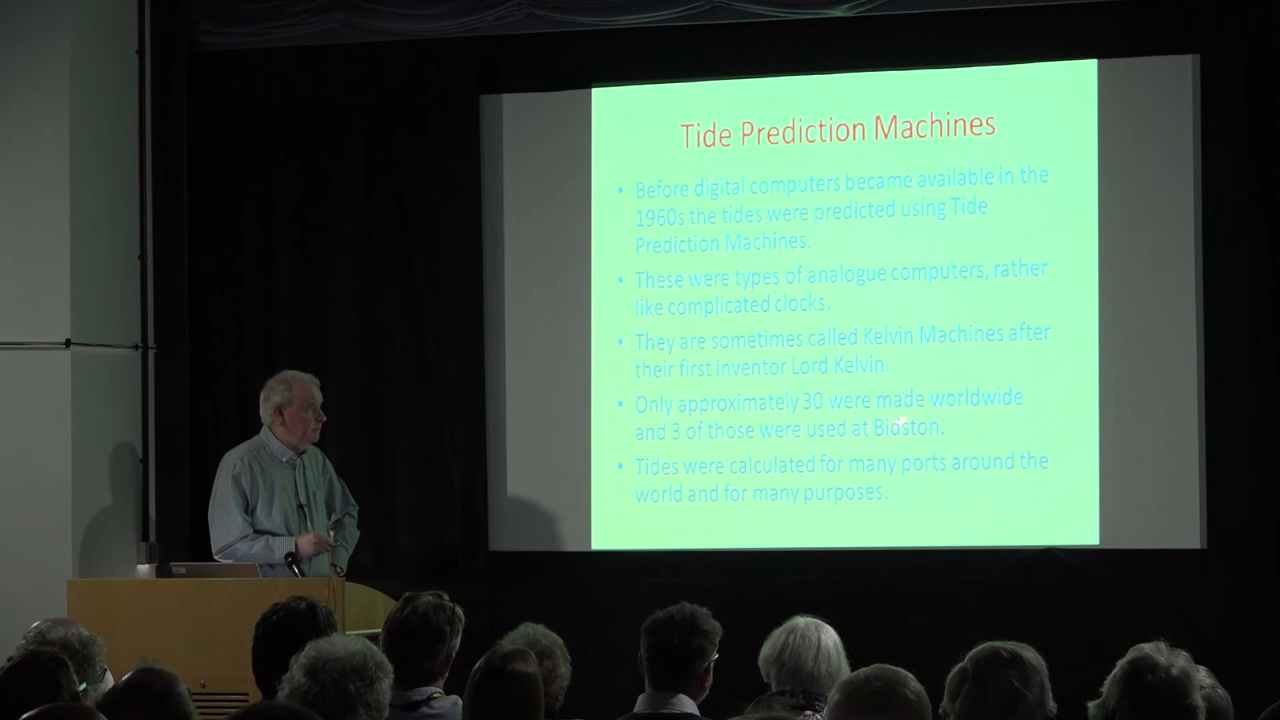 Tide Prediction Machines
• Before digital computers became available in the
1960s the tides were predicted using Tide
Prediction Machines.
• These were types of analogue computers, rather
like complicated clocks.
• They are sometimes called Kelvin Machines after
their first inventor Lord Kelvin.
• Only approximately 30 were made worldwide
and 3 of those were used at Bidston.
• Tides were calculated for many ports around the
world and for many purposes.